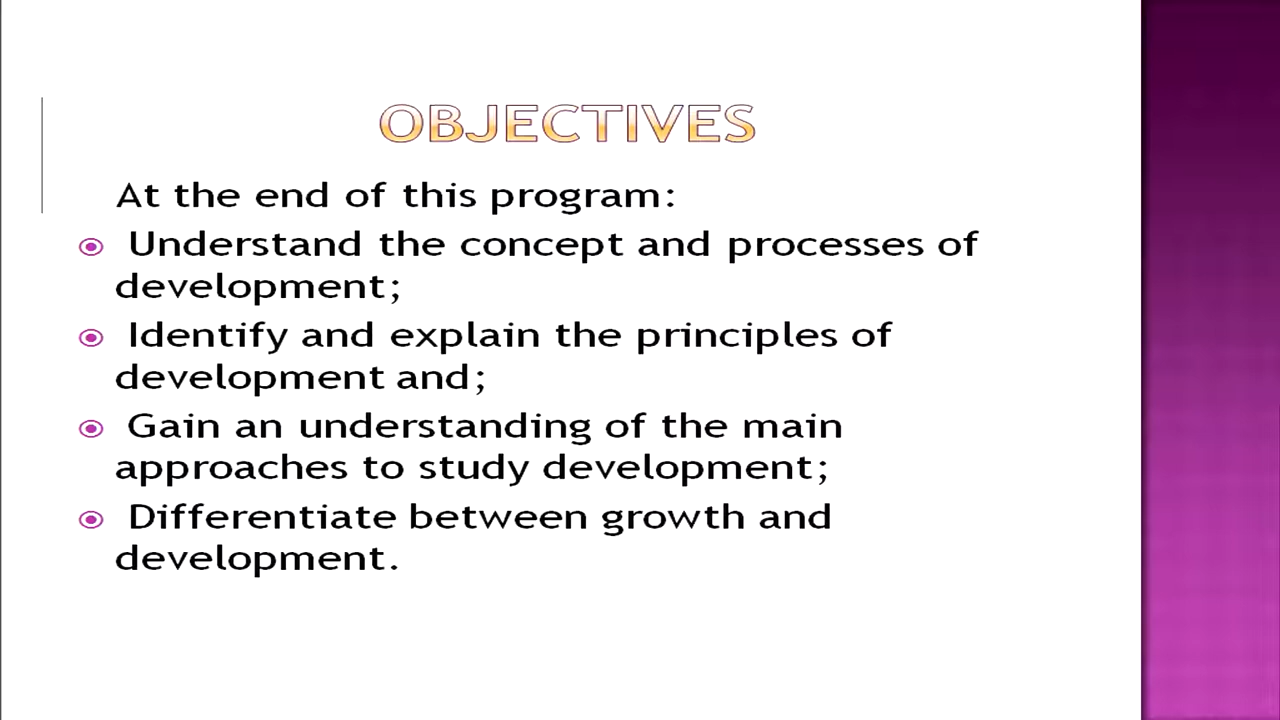 OBJECTIVES
At the end of this program:
Understand the concept and processes of
development;
Identify and explain the principles of
development and;
Gain an understanding of the main
approaches to study development;
Differentiate between growth and
development.